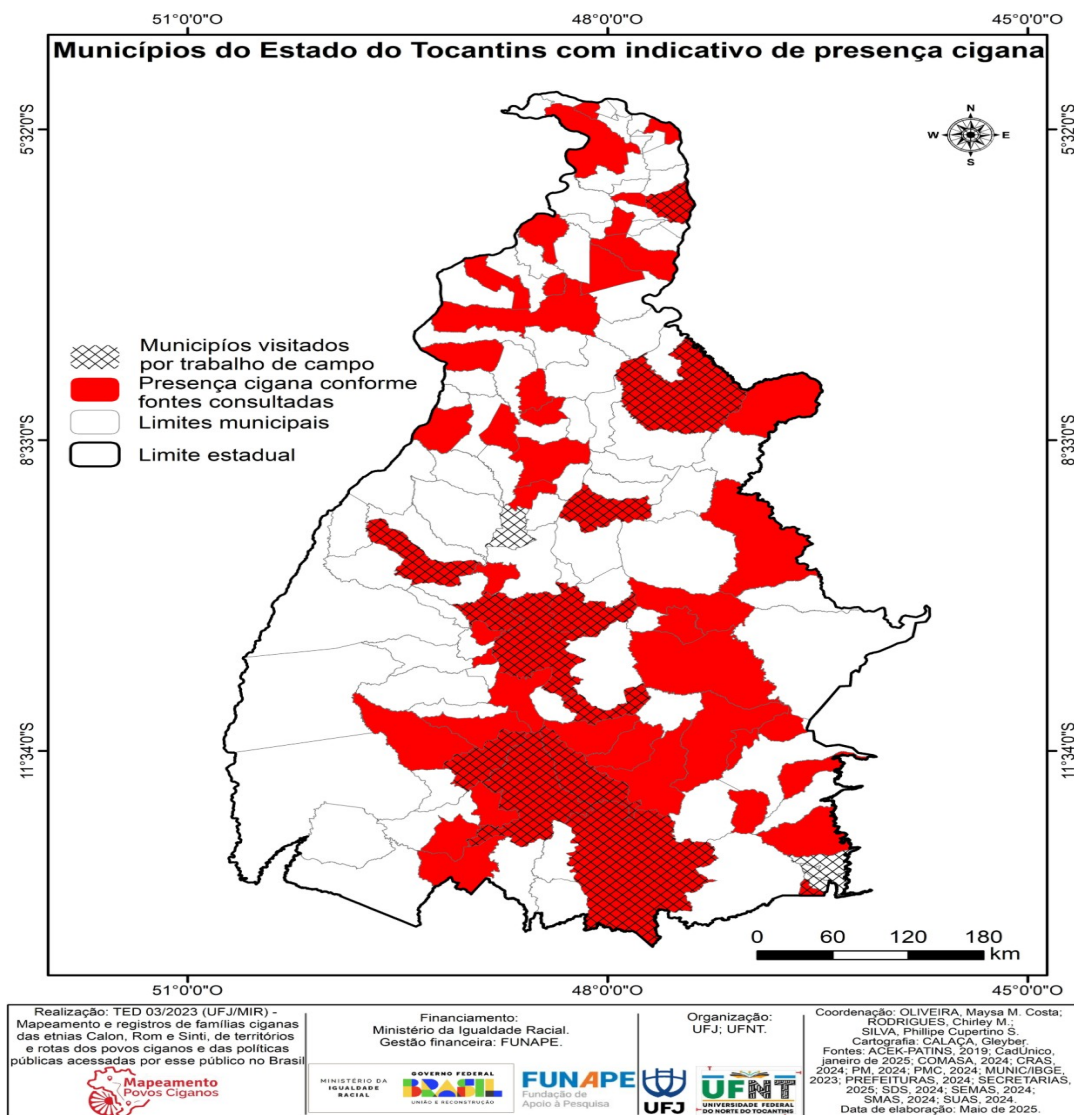 51°0'0"O
48°0'0"O
45°0'0"O
Municípios do Estado do Tocantins com indicativo de presença cigana
5°32'0"S
5°32'0"S
N
W
E
S
Municipíos visitados
por trabalho de campo
Presença cigana conforme
fontes consultadas
Limites municipais
Limite estadual
8°33'0"S
8°33'0"S
11°34'0"S
11°34'0"S
0 60 120 180
km
51°0'0"O
48°0'0"O
45°0'0"O
Realização: TED 03/2023 (UFJ/MIR) -
Mapeamento e registros de famílias ciganas
das etnias Calon, Rom e Sinti, de territórios
e rotas dos povos ciganos e das políticas
públicas acessadas por esse público no Brasil
Mapeamento
Povos Ciganos
Financiamento:
Ministério da Igualdade Racial.
Gestão financeira: FUNAPE.
MINISTÉRIO DA
IGUALDADE
RACIAL
GOVERNO FEDERAL
BRASIL
UNIÃO E RECONSTRUÇÃO
FUNAPE
Fundação de
Apoio à Pesquisa
Organização:
UFJ; UFNT.
UFJ
UFNT
UNIVERSIDADE FEDERAL
DO NORTE DO TOCANTINS
Coordenação: OLIVEIRA, Maysa M. Costa;
RODRIGUES, Chirley M.;
SILVA, Phillipe Cupertino S.
Cartografia: CALAÇA, Gleyber.
Fontes: ACEK-PATINS, 2019; CadÚnico,
janeiro de 2025; COMASA, 2024; CRAS,
2024; PM, 2024; PMC, 2024; MUNIC/IBGE,
2023; PREFEITURAS, 2024; SECRETARIAS,
2025; SDS, 2024; SEMAS, 2024;
SMAS, 2024; SUAS, 2024.
Data de elaboração: Maio de 2025.